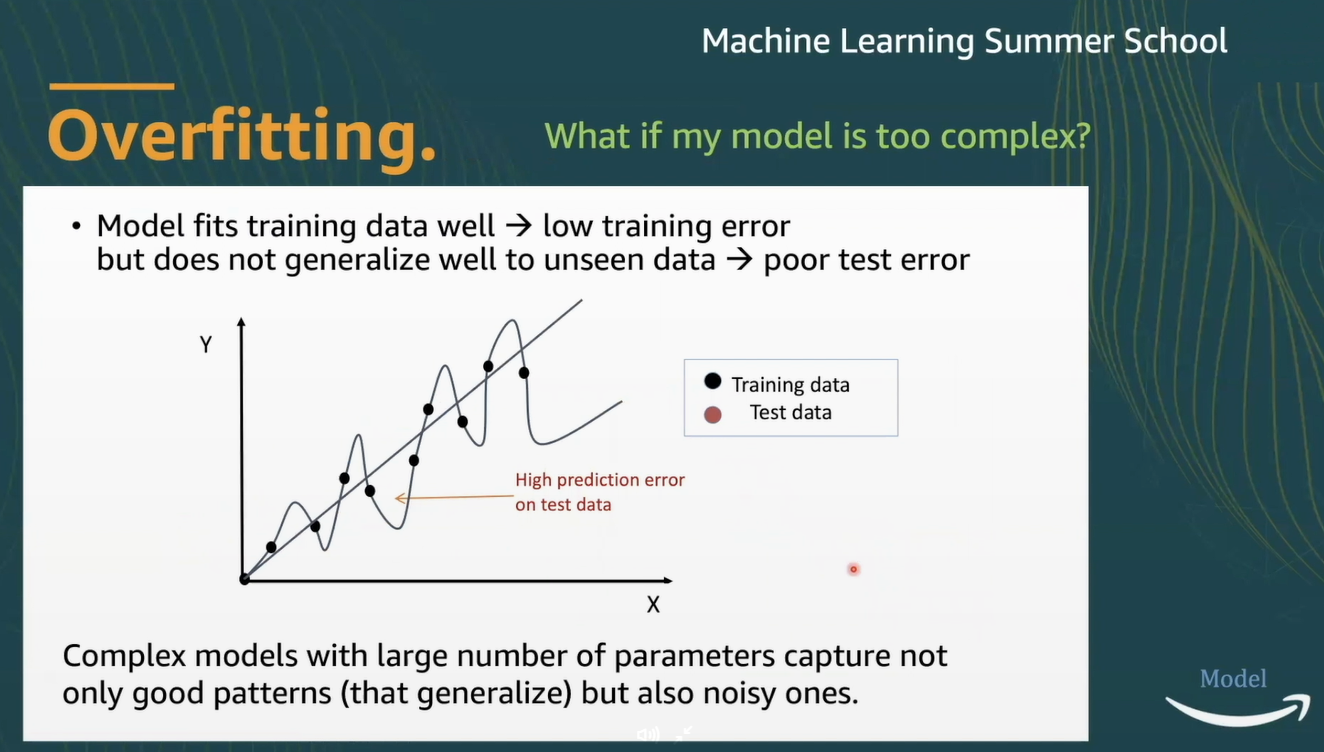 Machine Learning Summer School
Overfitting.
What if my model is too complex?
• Model fits training data well → low training error
but does not generalize well to unseen data → poor test error
Y
Training data
Test data
High prediction error
on test data
X
Complex models with large number of parameters capture not
only good patterns (that generalize) but also noisy ones.
Model